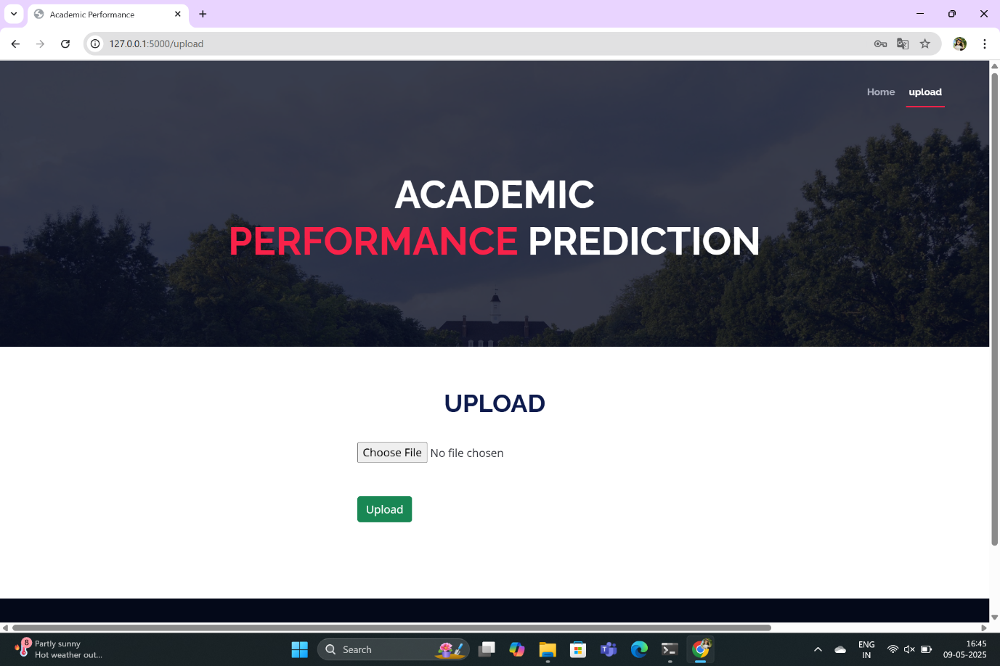 Academic Performance
127.0.0.1:5000/upload
Home upload
ACADEMIC
PERFORMANCE PREDICTION
UPLOAD
Choose File No file chosen
Upload
8
Partly sunny
Hot weather out...
Search
ENG
IN
16:45
09-05-2025